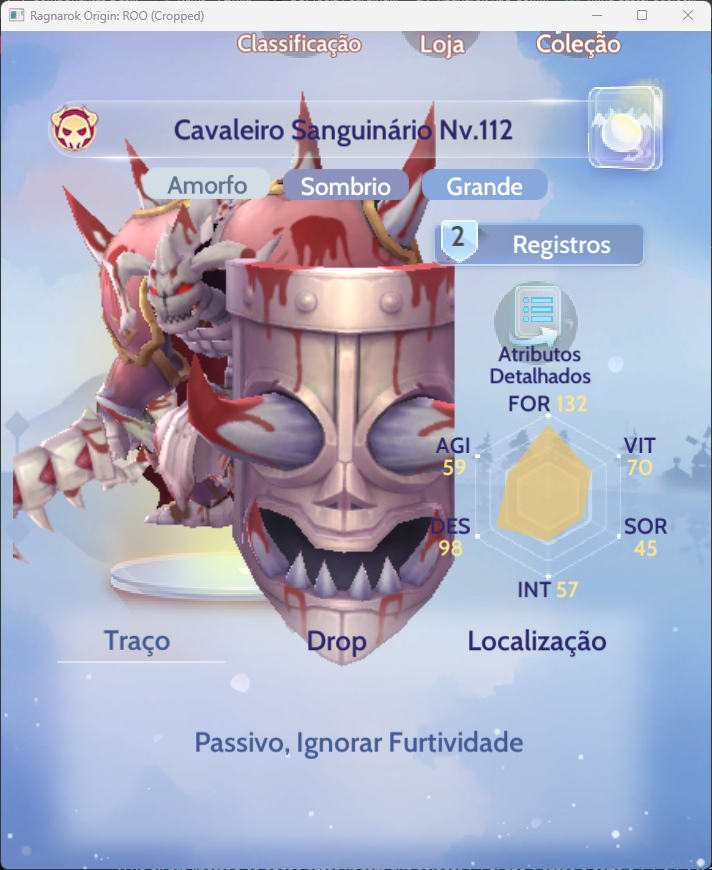 Ragnarok Origin: ROO (Cropped)
Classificação
Loja
Coleção
Cavaleiro Sanguinário Nv.112
Amorfo
Sombrio
Grande
2
Registros
Atributos
Detalhados
FOR 132
AGI
59
VIT
70
DES
98
SOR
45
INT 57
Traço
Drop
Localização
Passivo, Ignorar Furtividade